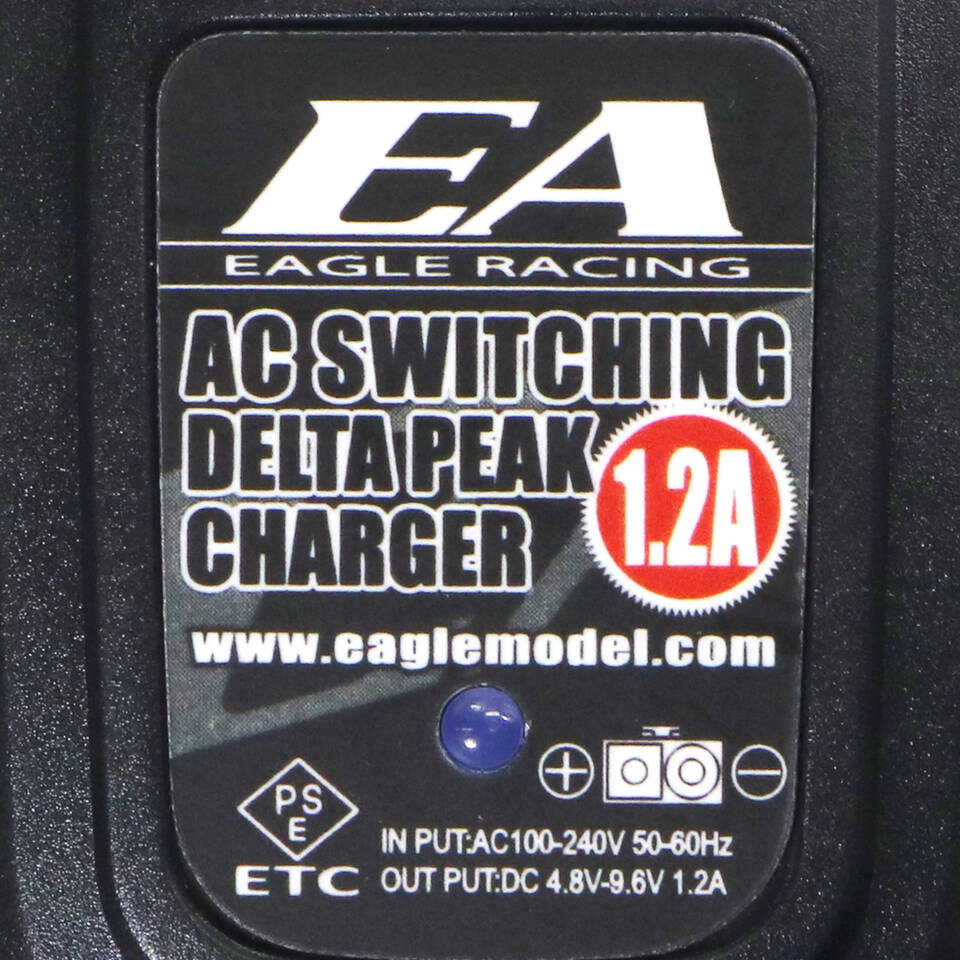 EA
EAGLE RACING
AC SWITCHING
DELTA PEAK
CHARGER
1.2A
www.eaglemodel.com
PS
E
ETC
IN PUT:AC100-240V 50-60Hz
OUT PUT:DC 4.8V-9.6V 1.2A